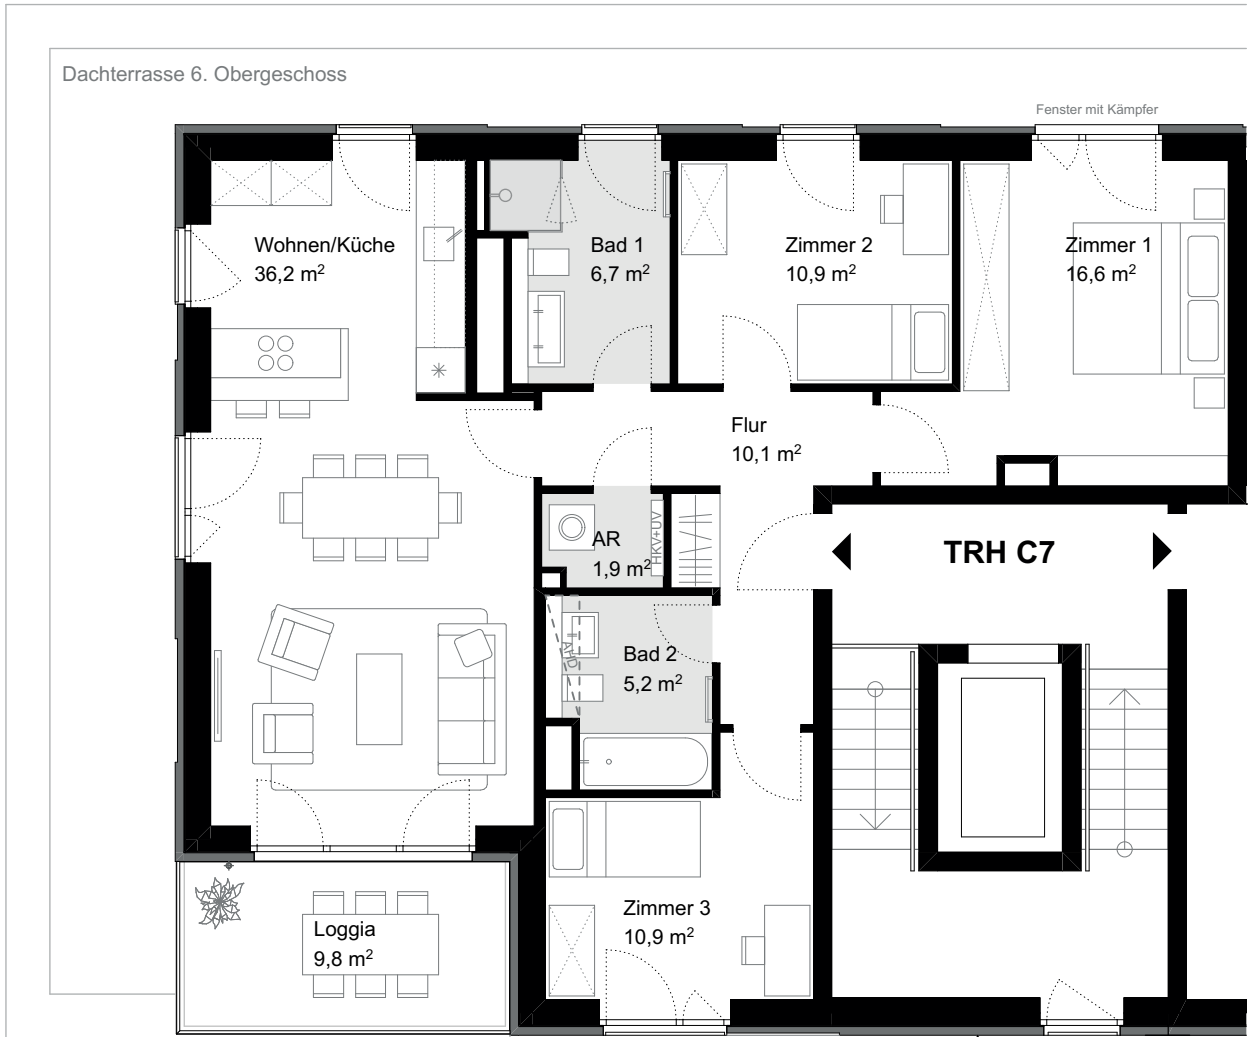 Dachterrasse 6. Obergeschoss
Fenster mit Kämpfer
Wohnen/Küche
36,2 m²
Bad 1
6,7 m²
Zimmer 2
10,9 m²
Zimmer 1
16,6 m²
Flur
10,1 m²
AR
1,9 m²
HKV+UV
TRH C7
Bad 2
5,2 m²
AHD
Zimmer 3
10,9 m²
Loggia
9,8 m²